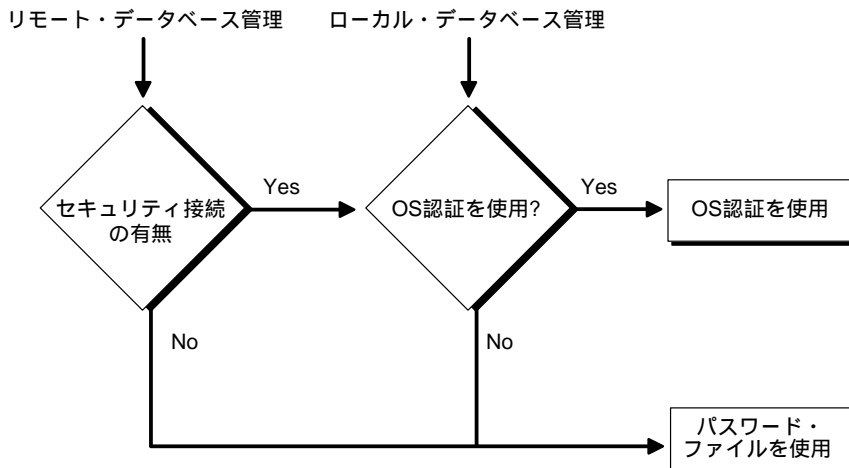 リモート・データベース管理
ローカル・データベース管理
セキュリティ接続
の有無
Yes
OS認証を使用?
Yes
OS認証を使用
No
No
パスワード・
ファイルを使用